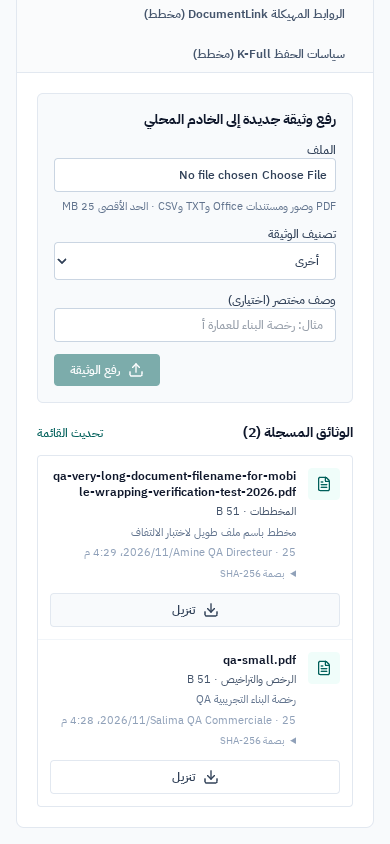 الروابط المهيكلة DocumentLink (مخطط)
سياسات الحفظ K-Full (مخطط)
رفع وثيقة جديدة إلى الخادم المحلي
الملف
No file chosen Choose File
PDF وصور ومستندات Office وTXT وCSV · الحد الأقصى 25 MB
تصنيف الوثيقة
أخرى
وصف مختصر (اختياري)
مثال: رخصة البناء للعمارة أ
رفع الوثيقة
الوثائق المسجلة (2)
تحديث القائمة
qa-very-long-document-filename-for-mobi
le-wrapping-verification-test-2026.pdf
المخططات · 51 B
مخطط باسم ملف طويل لاختبار الالتفاف
Amine QA Directeur · 25/11/2026، 4:29 م
بصمة SHA-256
تنزيل
qa-small.pdf
الرخص والتراخيص · 51 B
رخصة البناء التجريبية QA
Salima QA Commerciale · 25/11/2026، 4:28 م
بصمة SHA-256
تنزيل